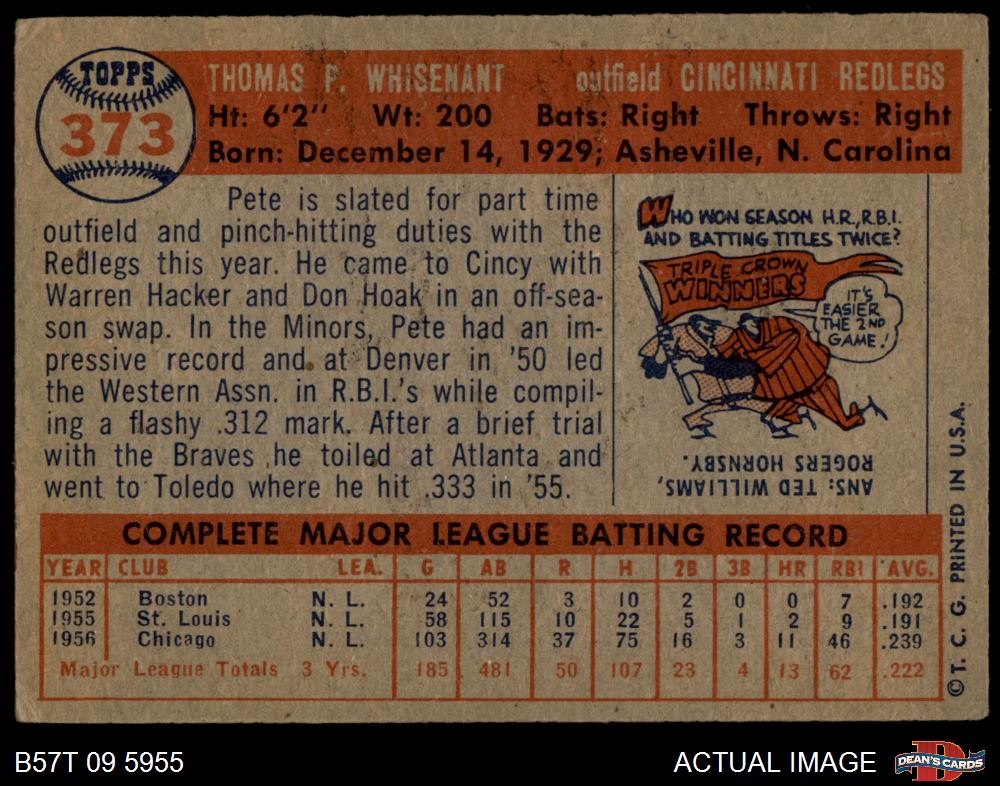 TOPPS
373
THOMAS P. WHISENANT outfield CINCINNATI REDLEGS
Ht: 6'2" Wt: 200 Bats: Right Throws: Right
Born: December 14, 1929; Asheville, N. Carolina
Pete is slated for part time
outfield and pinch-hitting duties with the
Redlegs this year. He came to Cincy with
Warren Hacker and Don Hoak in an off-sea-
son swap. In the Minors, Pete had an im-
pressive record and at Denver in '50 led
the Western Assn. in R.B.I.'s while compil-
ing a flashy .312 mark. After a brief trial
with the Braves he toiled at Atlanta and
went to Toledo where he hit .333 in '55.
WHO WON SEASON H.R., R.B.I.
AND BATTING TITLES TWICE?
TRIPLE CROWN
WINNERS
IT'S
EASIER
THE 2ND
GAME!
ANS: TED WILLIAMS,
ROGERS HORNSBY.
COMPLETE MAJOR LEAGUE BATTING RECORD
YEAR CLUB LEA. G AB R H 2B 3B HR RBI AVG.
1952 Boston N. L. 24 52 3 10 2 0 0 7 .192
1955 St. Louis N. L. 58 115 10 22 5 1 2 9 .191
1956 Chicago N. L. 103 314 37 75 16 3 11 46 .239
Major League Totals 3 Yrs. 185 481 50 107 23 4 13 62 .222
© T. C. G. PRINTED IN U.S.A.
B57T 09 5955
ACTUAL IMAGE
DEAN'S CARDS